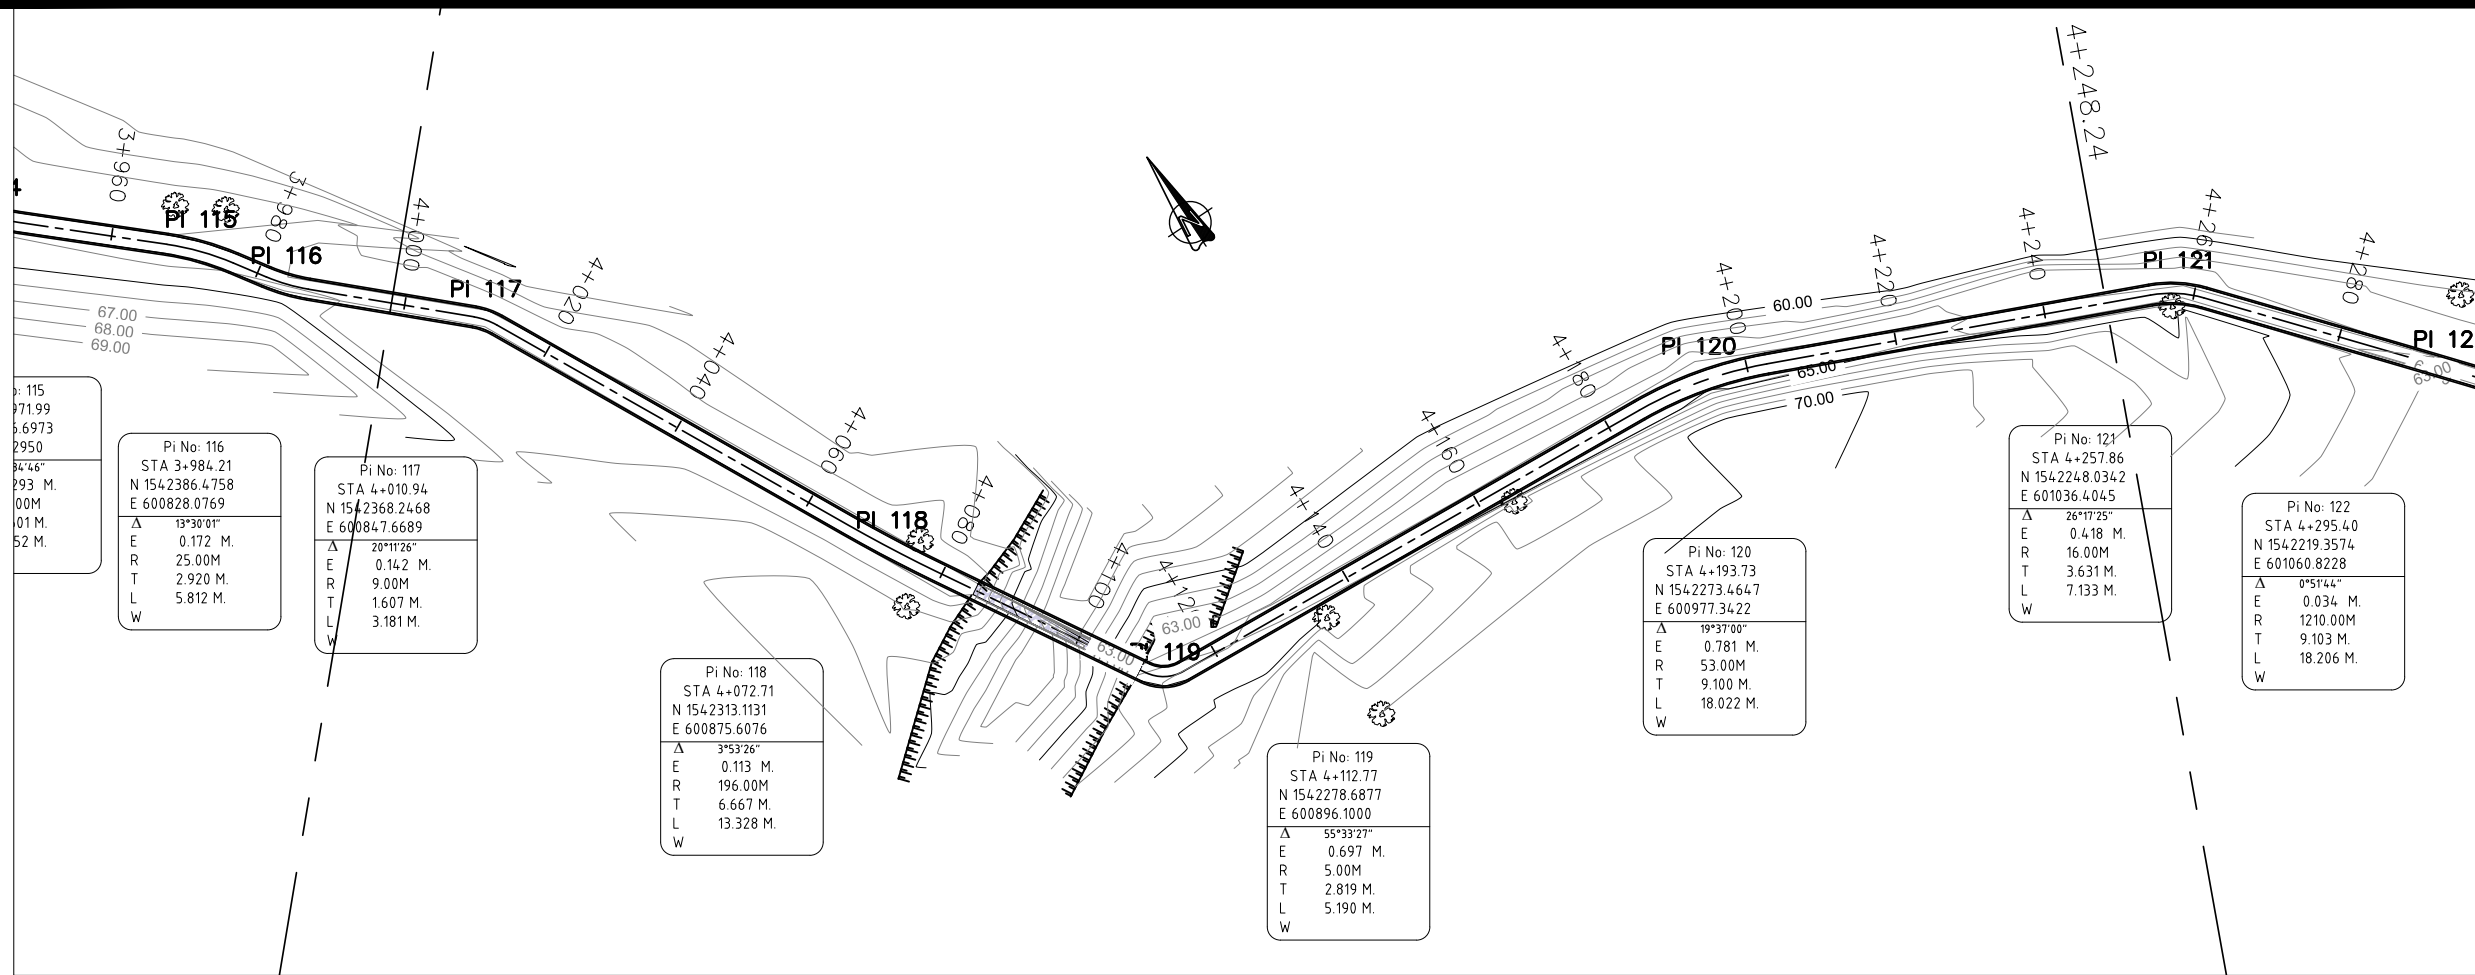 4+248.24
3+960
3+980
4+000
4+020
4+040
4+060
4+080
4+100
4+140
4+160
4+180
4+200
4+220
4+240
4+280
PI 115
PI 116
PI 117
PI 118
119
PI 120
PI 121
67.00
68.00
69.00
60.00
65.00
70.00
63.00
63.00
N
Pi No: 116
STA 3+984.21
N 1542386.4758
E 600828.0769
Δ 13°30'01"
E 0.172 M.
R 25.00M
T 2.920 M.
L 5.812 M.
W
Pi No: 117
STA 4+010.94
N 1542368.2468
E 600847.6689
Δ 20°11'26"
E 0.142 M.
R 9.00M
T 1.607 M.
L 3.181 M.
W
Pi No: 118
STA 4+072.71
N 1542313.1131
E 600875.6076
Δ 3°53'26"
E 0.113 M.
R 196.00M
T 6.667 M.
L 13.328 M.
W
Pi No: 119
STA 4+112.77
N 1542278.6877
E 600896.1000
Δ 55°33'27"
E 0.697 M.
R 5.00M
T 2.819 M.
L 5.190 M.
W
Pi No: 120
STA 4+193.73
N 1542273.4647
E 600977.3422
Δ 19°37'00"
E 0.781 M.
R 53.00M
T 9.100 M.
L 18.022 M.
W
Pi No: 121
STA 4+257.86
N 1542248.0342
E 601036.4045
Δ 26°17'25"
E 0.418 M.
R 16.00M
T 3.631 M.
L 7.133 M.
W
Pi No: 122
STA 4+295.40
N 1542219.3574
E 601060.8228
Δ 0°51'44"
E 0.034 M.
R 1210.00M
T 9.103 M.
L 18.206 M.
W